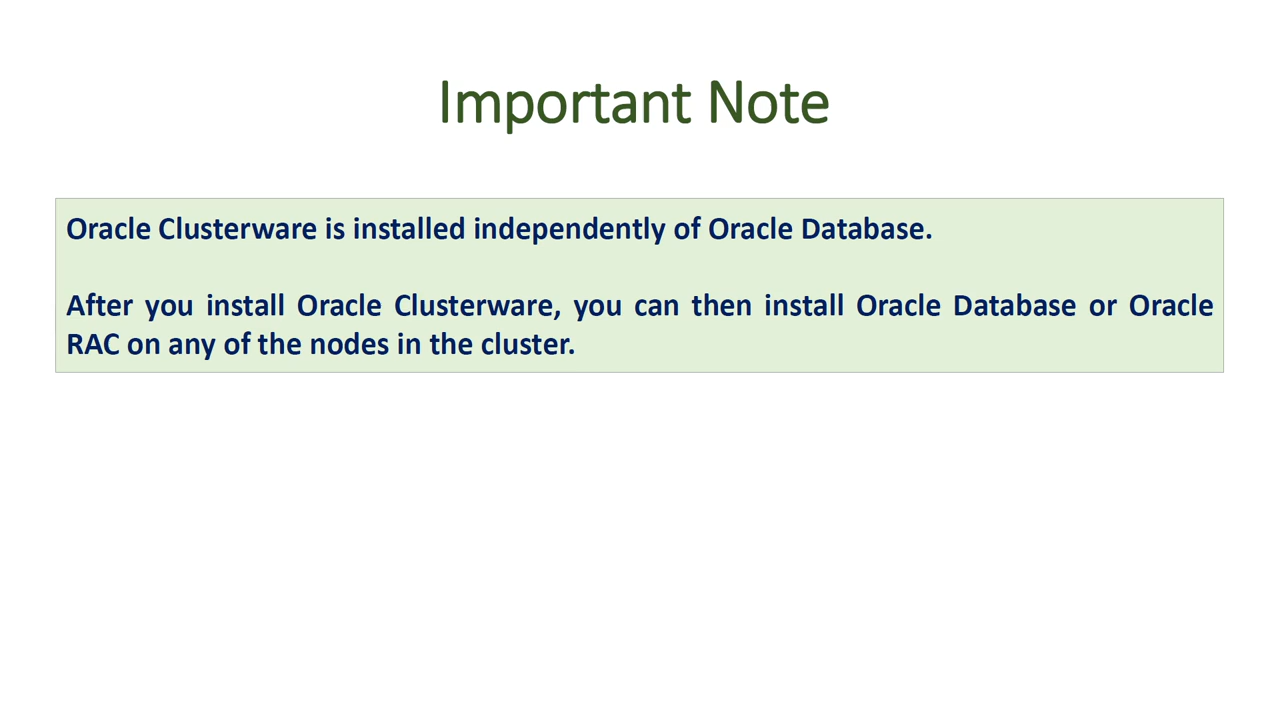 Important Note
Oracle Clusterware is installed independently of Oracle Database.
After you install Oracle Clusterware, you can then install Oracle Database or Oracle
RAC on any of the nodes in the cluster.